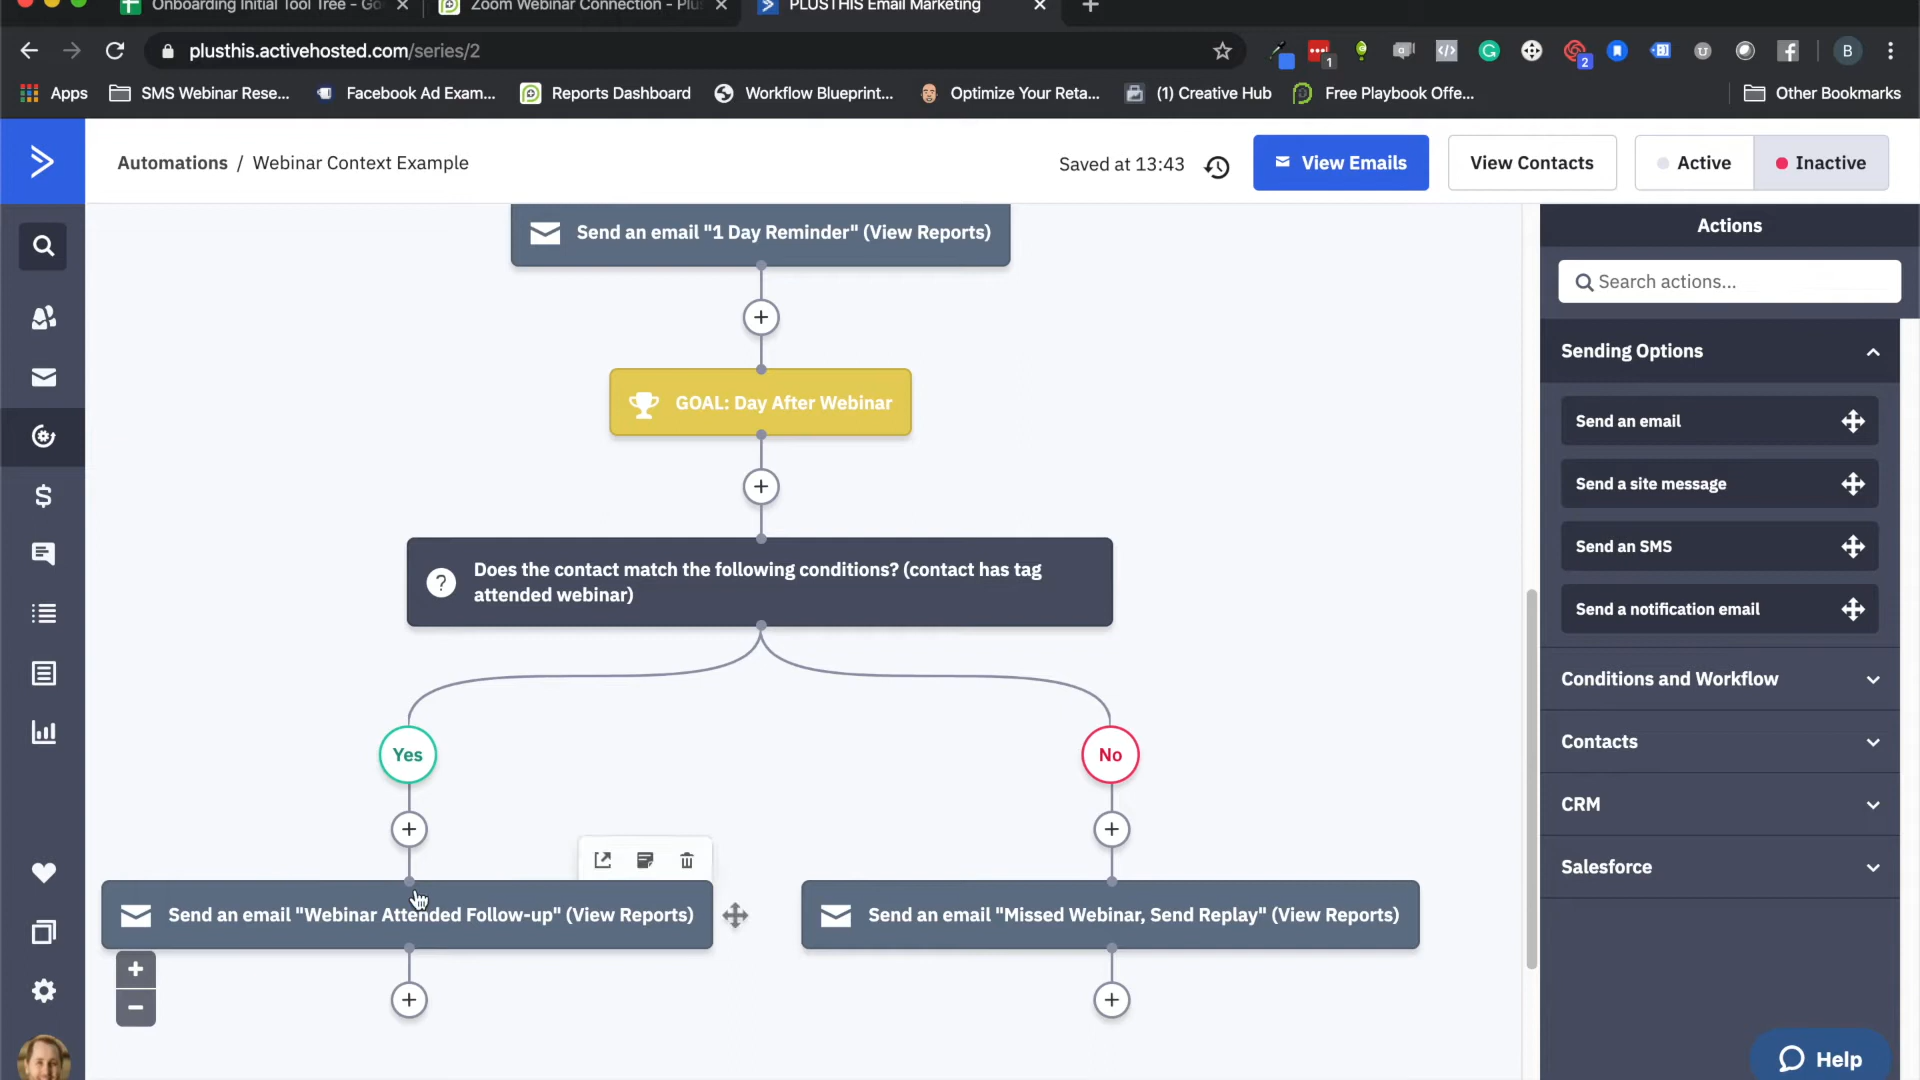 Onboarding Initial Tool Tree - Go
Zoom Webinar Connection - Plus
PLUSTHIS Email Marketing
plusthis.activehosted.com/series/2
1
2
B
Apps
SMS Webinar Rese...
Facebook Ad Exam...
Reports Dashboard
Workflow Blueprint...
Optimize Your Reta...
(1) Creative Hub
Free Playbook Offe...
Other Bookmarks
Automations / Webinar Context Example
Saved at 13:43
View Emails
View Contacts
Active
Inactive
Send an email "1 Day Reminder" (View Reports)
GOAL: Day After Webinar
Does the contact match the following conditions? (contact has tag
attended webinar)
Yes
No
Send an email "Webinar Attended Follow-up" (View Reports)
Send an email "Missed Webinar, Send Replay" (View Reports)
Actions
Search actions...
Sending Options
Send an email
Send a site message
Send an SMS
Send a notification email
Conditions and Workflow
Contacts
CRM
Salesforce
Help